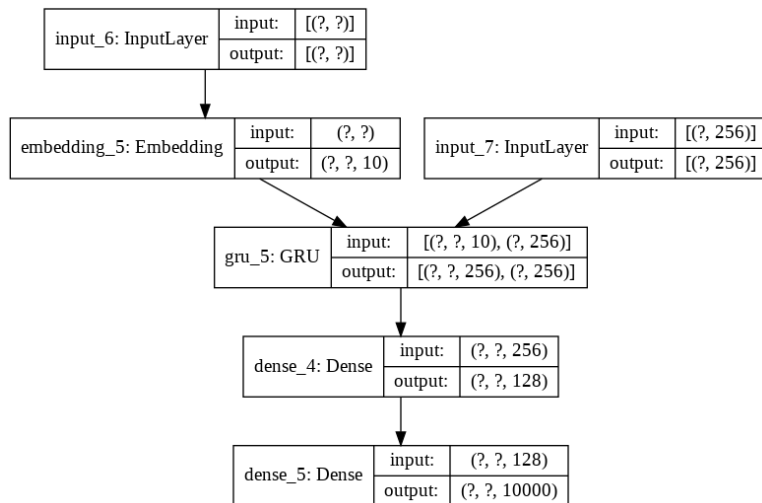 input_6: InputLayer
input: [(?, ?)]
output: [(?, ?)]
embedding_5: Embedding
input: (?, ?)
output: (?, ?, 10)
input_7: InputLayer
input: [(?, 256)]
output: [(?, 256)]
gru_5: GRU
input: [(?, ?, 10), (?, 256)]
output: [(?, ?, 256), (?, 256)]
dense_4: Dense
input: (?, ?, 256)
output: (?, ?, 128)
dense_5: Dense
input: (?, ?, 128)
output: (?, ?, 10000)